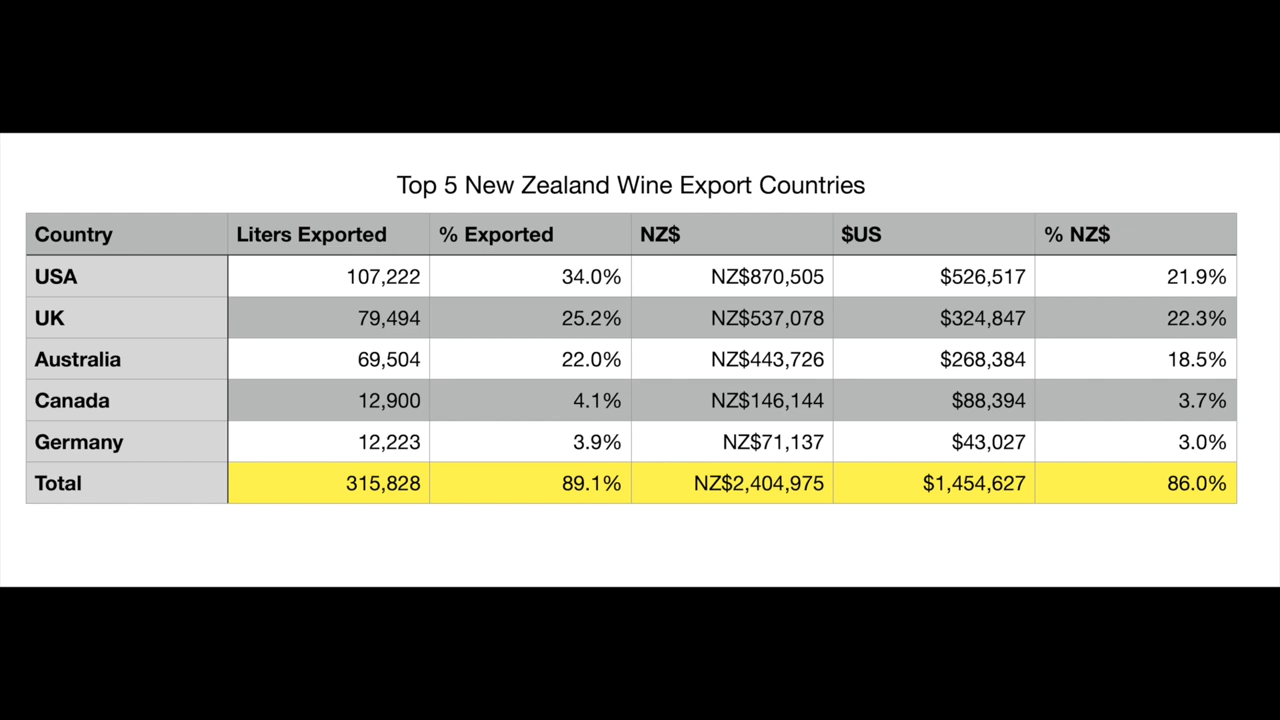 Top 5 New Zealand Wine Export Countries
Country Liters Exported % Exported NZ$ $US % NZ$
USA 107,222 34.0% NZ$870,505 $526,517 21.9%
UK 79,494 25.2% NZ$537,078 $324,847 22.3%
Australia 69,504 22.0% NZ$443,726 $268,384 18.5%
Canada 12,900 4.1% NZ$146,144 $88,394 3.7%
Germany 12,223 3.9% NZ$71,137 $43,027 3.0%
Total 315,828 89.1% NZ$2,404,975 $1,454,627 86.0%